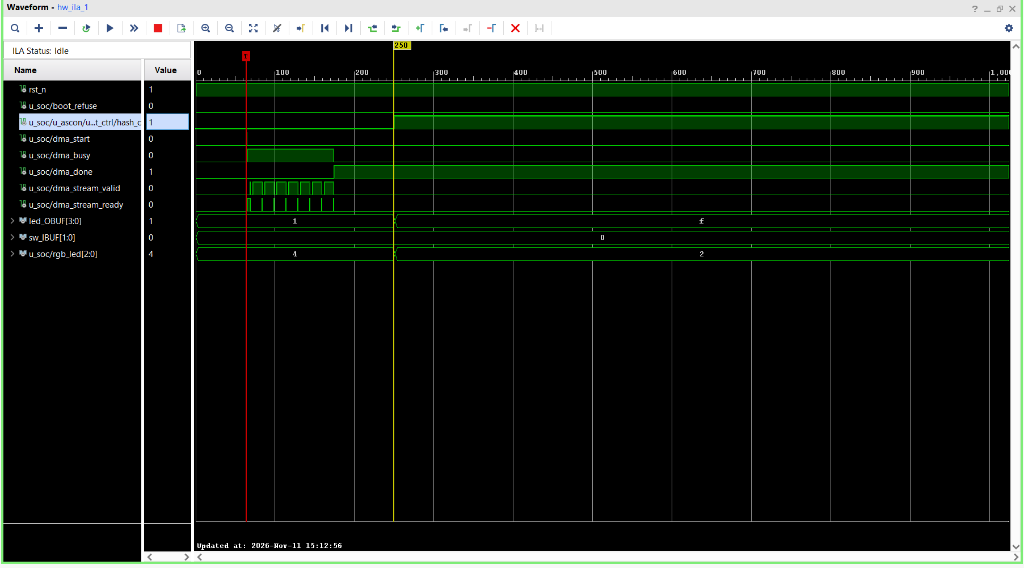 Waveform - hw_ila_1
? _ X
ILA Status: Idle
250
T
Name Value
0 100 200 300 400 500 600 700 800 900 1,000
rst_n 1
u_soc/boot_refuse 0
u_soc/u_ascon/u...t_ctrl/hash_c 1
u_soc/dma_start 0
u_soc/dma_busy 0
u_soc/dma_done 1
u_soc/dma_stream_valid 0
u_soc/dma_stream_ready 0
led_OBUF[3:0] 1 1 f
sw_IBUF[1:0] 0 0
u_soc/rgb_led[2:0] 4 4 2
Updated at: 2026-Nov-11 15:12:56